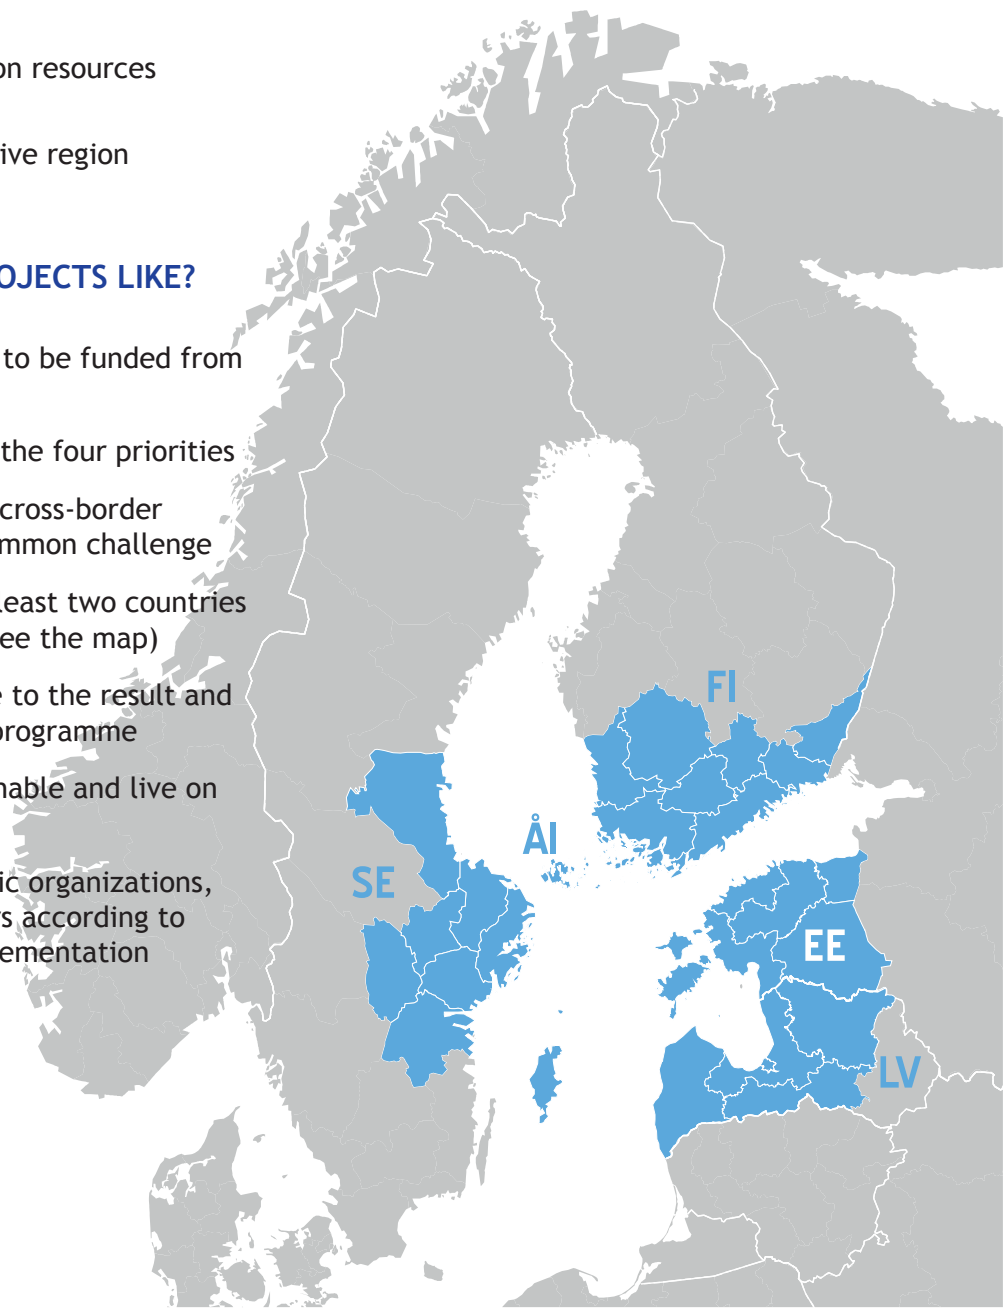 on resources
ive region
OJECTS LIKE?
to be funded from
the four priorities
cross-border
mmon challenge
least two countries
ee the map)
e to the result and
programme
nable and live on
ic organizations,
s according to
ementation
FI
ÅI
SE
EE
LV